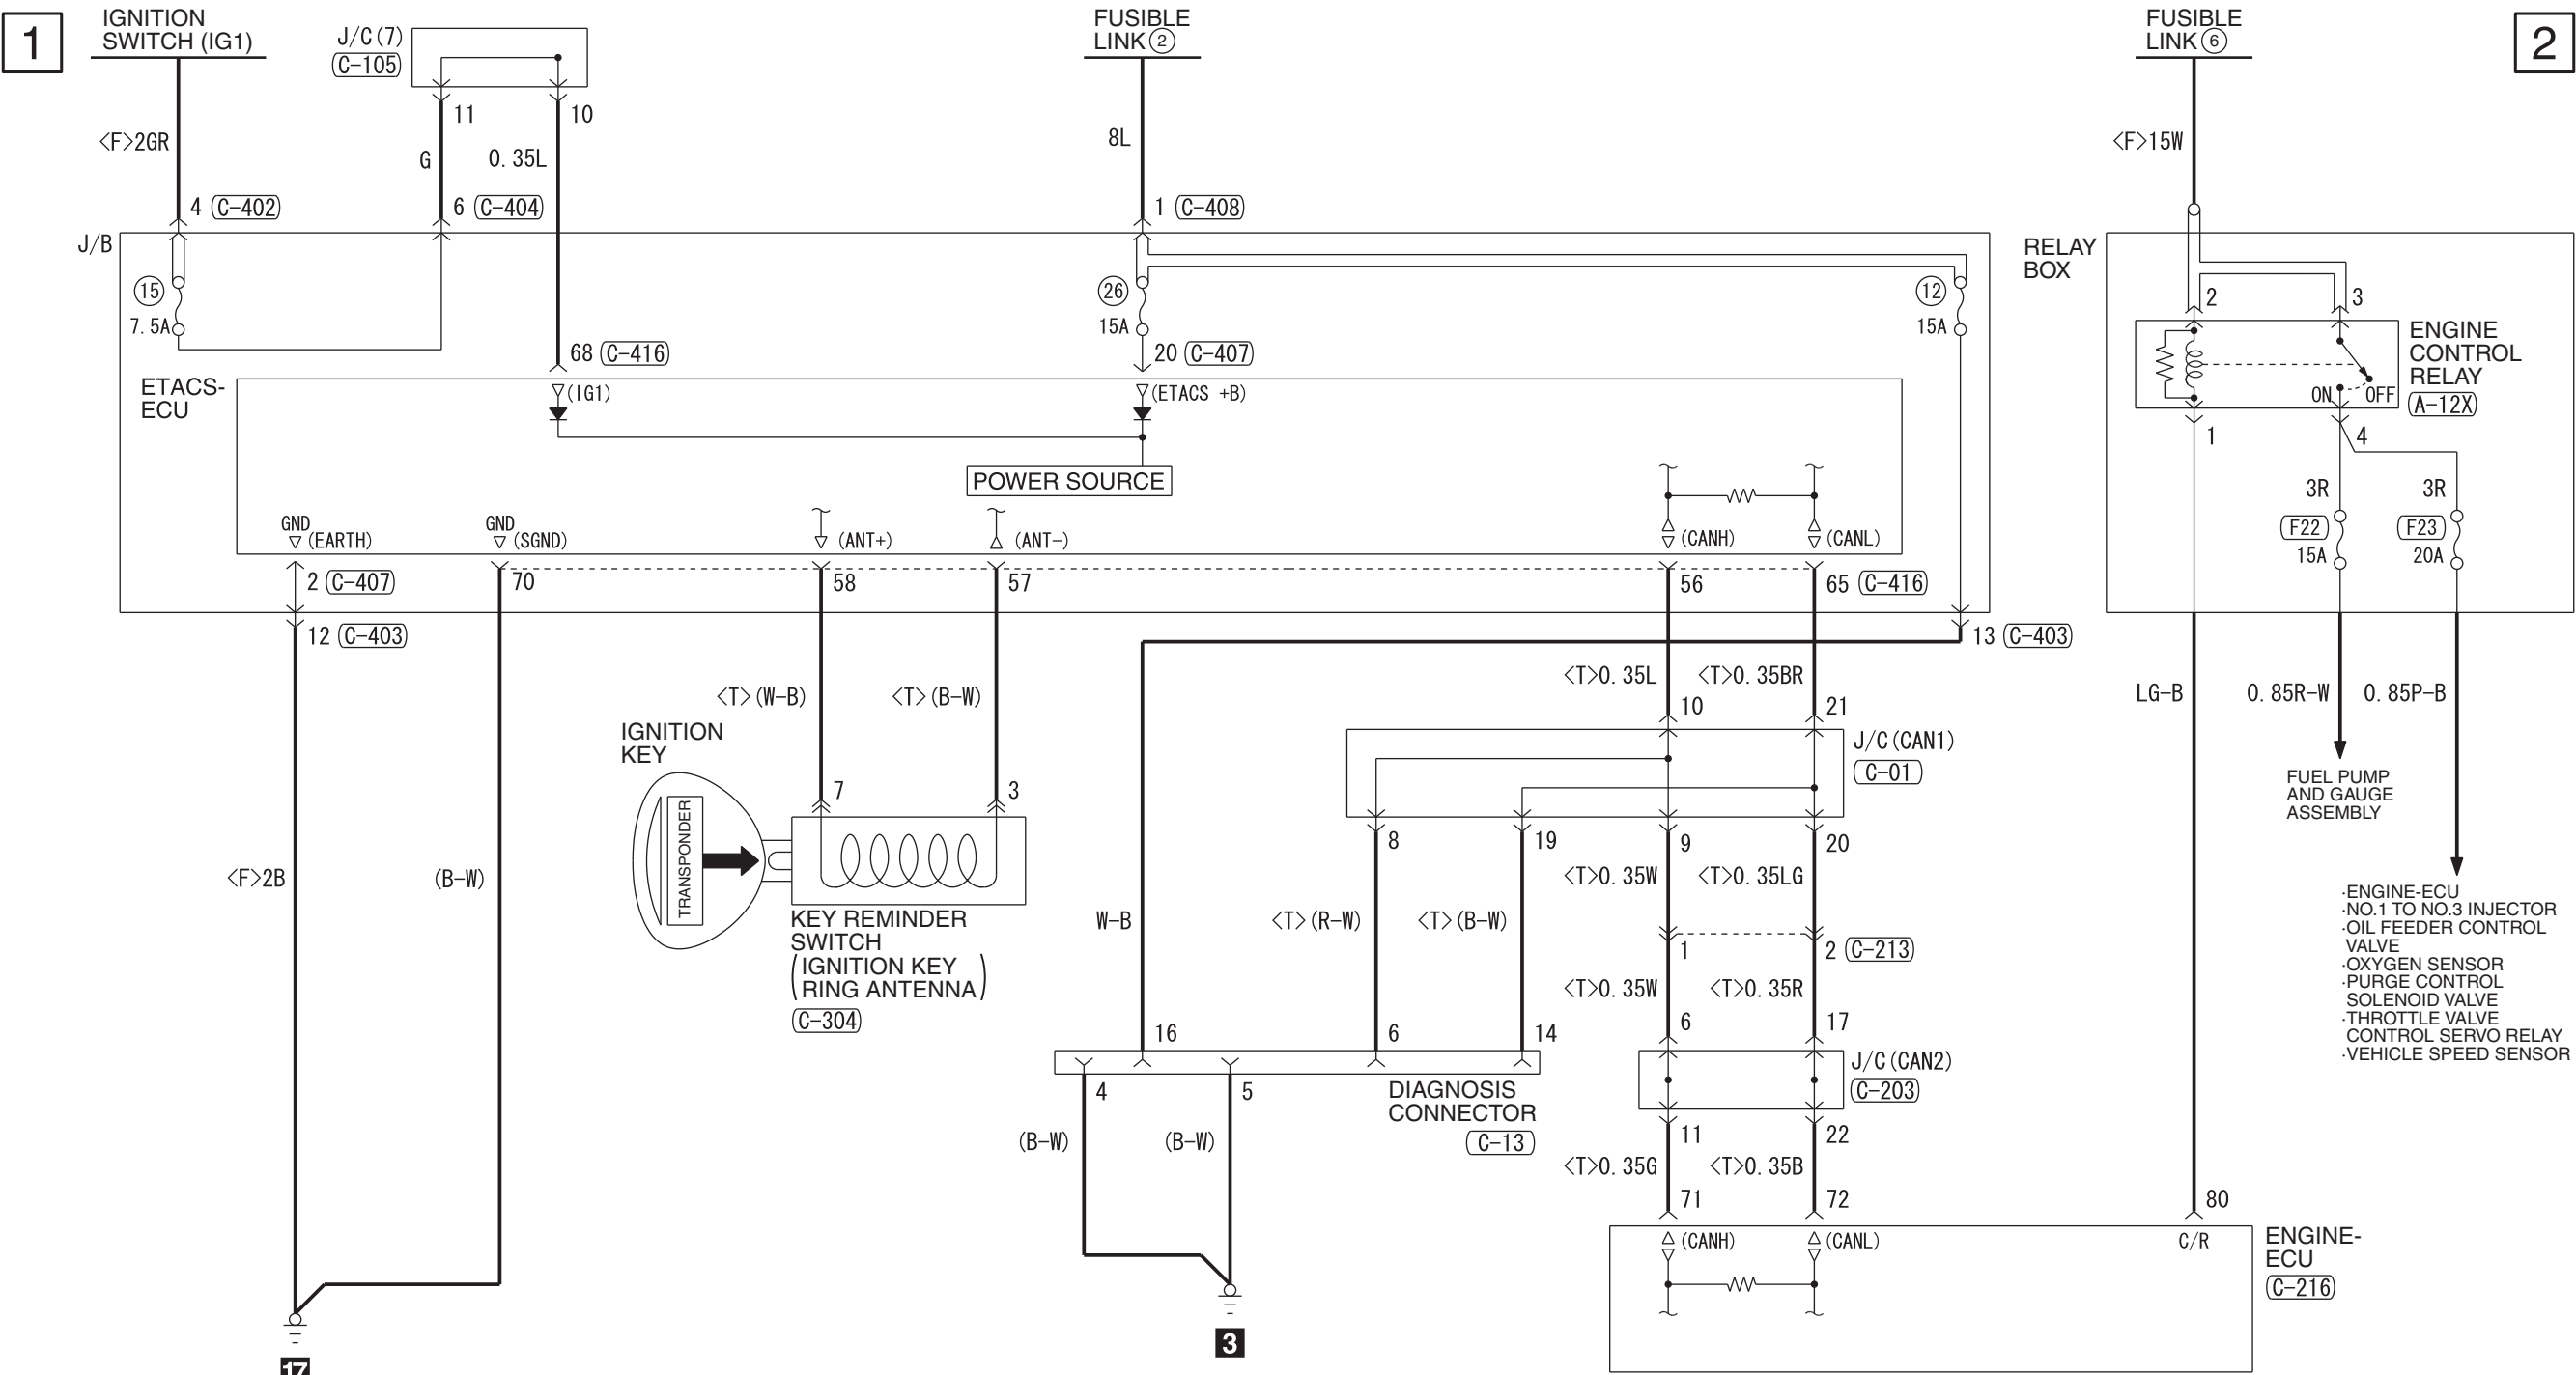 1
IGNITION
SWITCH (IG1)
J/C(7)
C-105
FUSIBLE
LINK ②
FUSIBLE
LINK ⑥
2
11
10
<F>2GR
G
0.35L
8L
<F>15W
4 C-402
6 C-404
1 C-408
J/B
RELAY
BOX
15
7.5A
26
15A
12
15A
2
3
68 C-416
20 C-407
ENGINE
CONTROL
RELAY
A-12X
ON
OFF
ETACS-
ECU
(IG1)
(ETACS +B)
1
4
POWER SOURCE
3R
3R
F22
15A
F23
20A
GND
(EARTH)
GND
(SGND)
(ANT+)
(ANT-)
(CANH)
(CANL)
2 C-407
70
58
57
56
65 C-416
12 C-403
13 C-403
<T>(W-B)
<T>(B-W)
<T>0.35L
<T>0.35BR
LG-B
0.85R-W
0.85P-B
10
21
IGNITION
KEY
J/C(CAN1)
C-01
7
3
TRANSPONDER
FUEL PUMP
AND GAUGE
ASSEMBLY
8
19
9
20
<F>2B
(B-W)
<T>0.35W
<T>0.35LG
KEY REMINDER
SWITCH
(IGNITION KEY
RING ANTENNA)
C-304
W-B
<T>(R-W)
<T>(B-W)
·ENGINE-ECU
·NO.1 TO NO.3 INJECTOR
·OIL FEEDER CONTROL
VALVE
·OXYGEN SENSOR
·PURGE CONTROL
SOLENOID VALVE
·THROTTLE VALVE
CONTROL SERVO RELAY
·VEHICLE SPEED SENSOR
1
2 C-213
<T>0.35W
<T>0.35R
16
6
14
6
17
J/C(CAN2)
C-203
4
5
DIAGNOSIS
CONNECTOR
C-13
(B-W)
(B-W)
11
22
<T>0.35G
<T>0.35B
71
72
80
(CANH)
(CANL)
C/R
ENGINE-
ECU
C-216
3
17